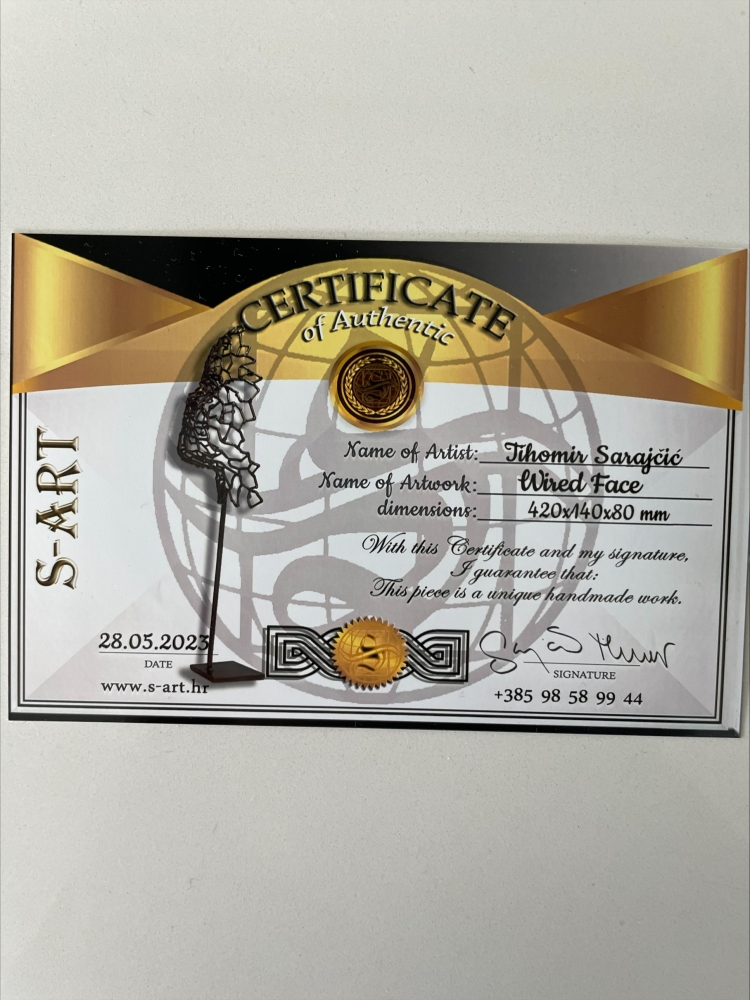 CERTIFICATE
of Authentic
S-ART
Name of Artist: Tihomir Sarajčić
Name of Artwork: Wired Face
dimensions: 420x140x80 mm
With this Certificate and my signature,
I guarantee that:
This piece is a unique handmade work.
28.05.2023
DATE
www.s-art.hr
SIGNATURE
+385 98 58 99 44